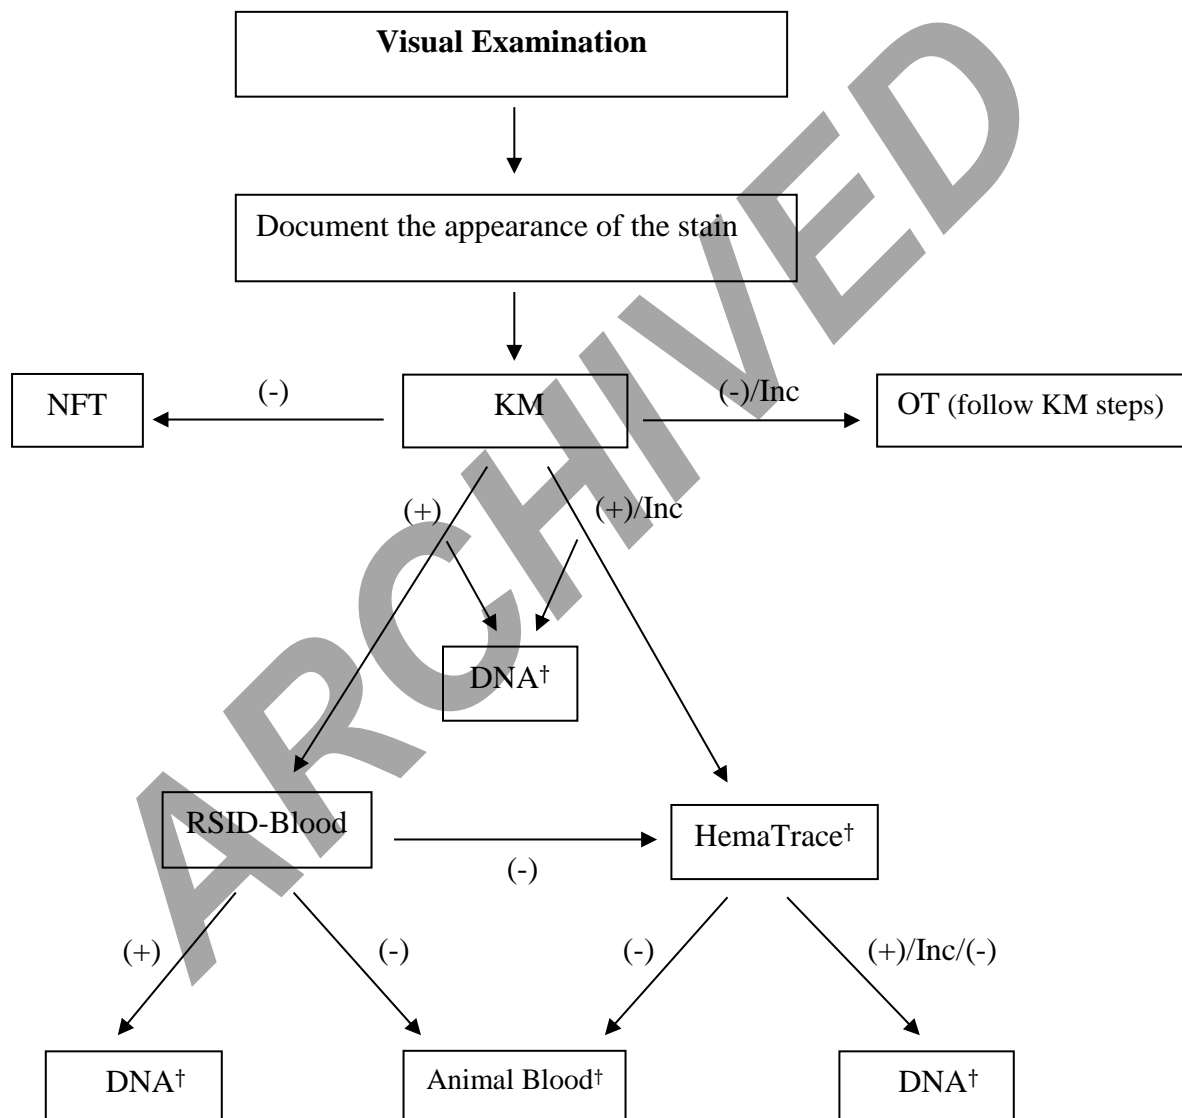 Visual Examination
Document the appearance of the stain
(-)
(-)/Inc
NFT
KM
OT (follow KM steps)
(+)
(+)/Inc
DNA†
RSID-Blood
HemaTrace†
(-)
(+)
(-)
(-)
(+)/Inc/(-)
DNA†
Animal Blood†
DNA†
ARCHIVED